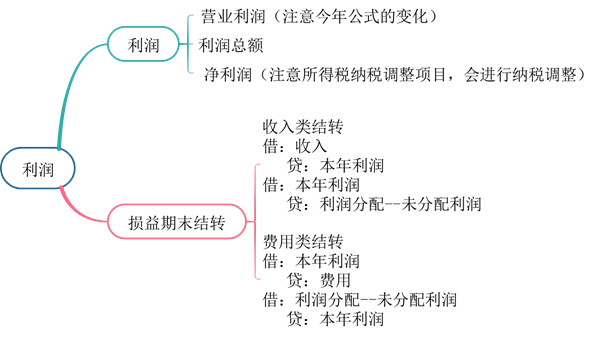 利润
利润
营业利润（注意今年公式的变化）
利润总额
净利润（注意所得税纳税调整项目，会进行纳税调整）
损益期末结转
收入类结转
借：收入
贷：本年利润
借：本年利润
贷：利润分配--未分配利润
费用类结转
借：本年利润
贷：费用
借：利润分配--未分配利润
贷：本年利润